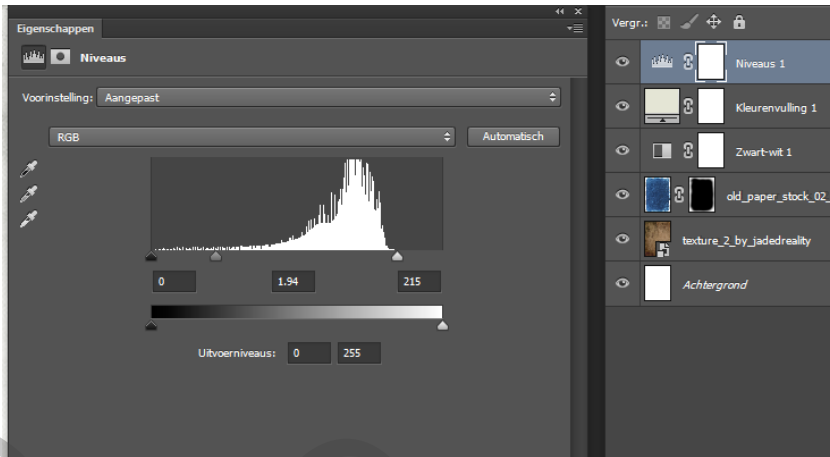 Eigenschappen
Niveaus
Voorinstelling: Aangepast
RGB Automatisch
0 1.94 215
Uitvoerniveaus: 0 255
Vergr.:
Niveaus 1
Kleurenvulling 1
Zwart-wit 1
old_paper_stock_02_
texture_2_by_jadedreality
Achtergrond